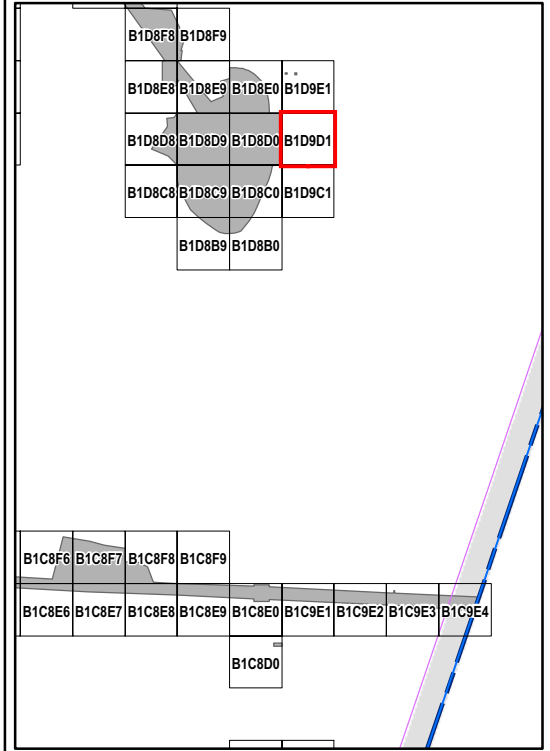 B1D8F8 B1D8F9
B1D8E8 B1D8E9 B1D8E0 B1D9E1
B1D8D8 B1D8D9 B1D8D0 B1D9D1
B1D8C8 B1D8C9 B1D8C0 B1D9C1
B1D8B9 B1D8B0
B1C8F6 B1C8F7 B1C8F8 B1C8F9
B1C8E6 B1C8E7 B1C8E8 B1C8E9 B1C8E0 B1C9E1 B1C9E2 B1C9E3 B1C9E4
B1C8D0